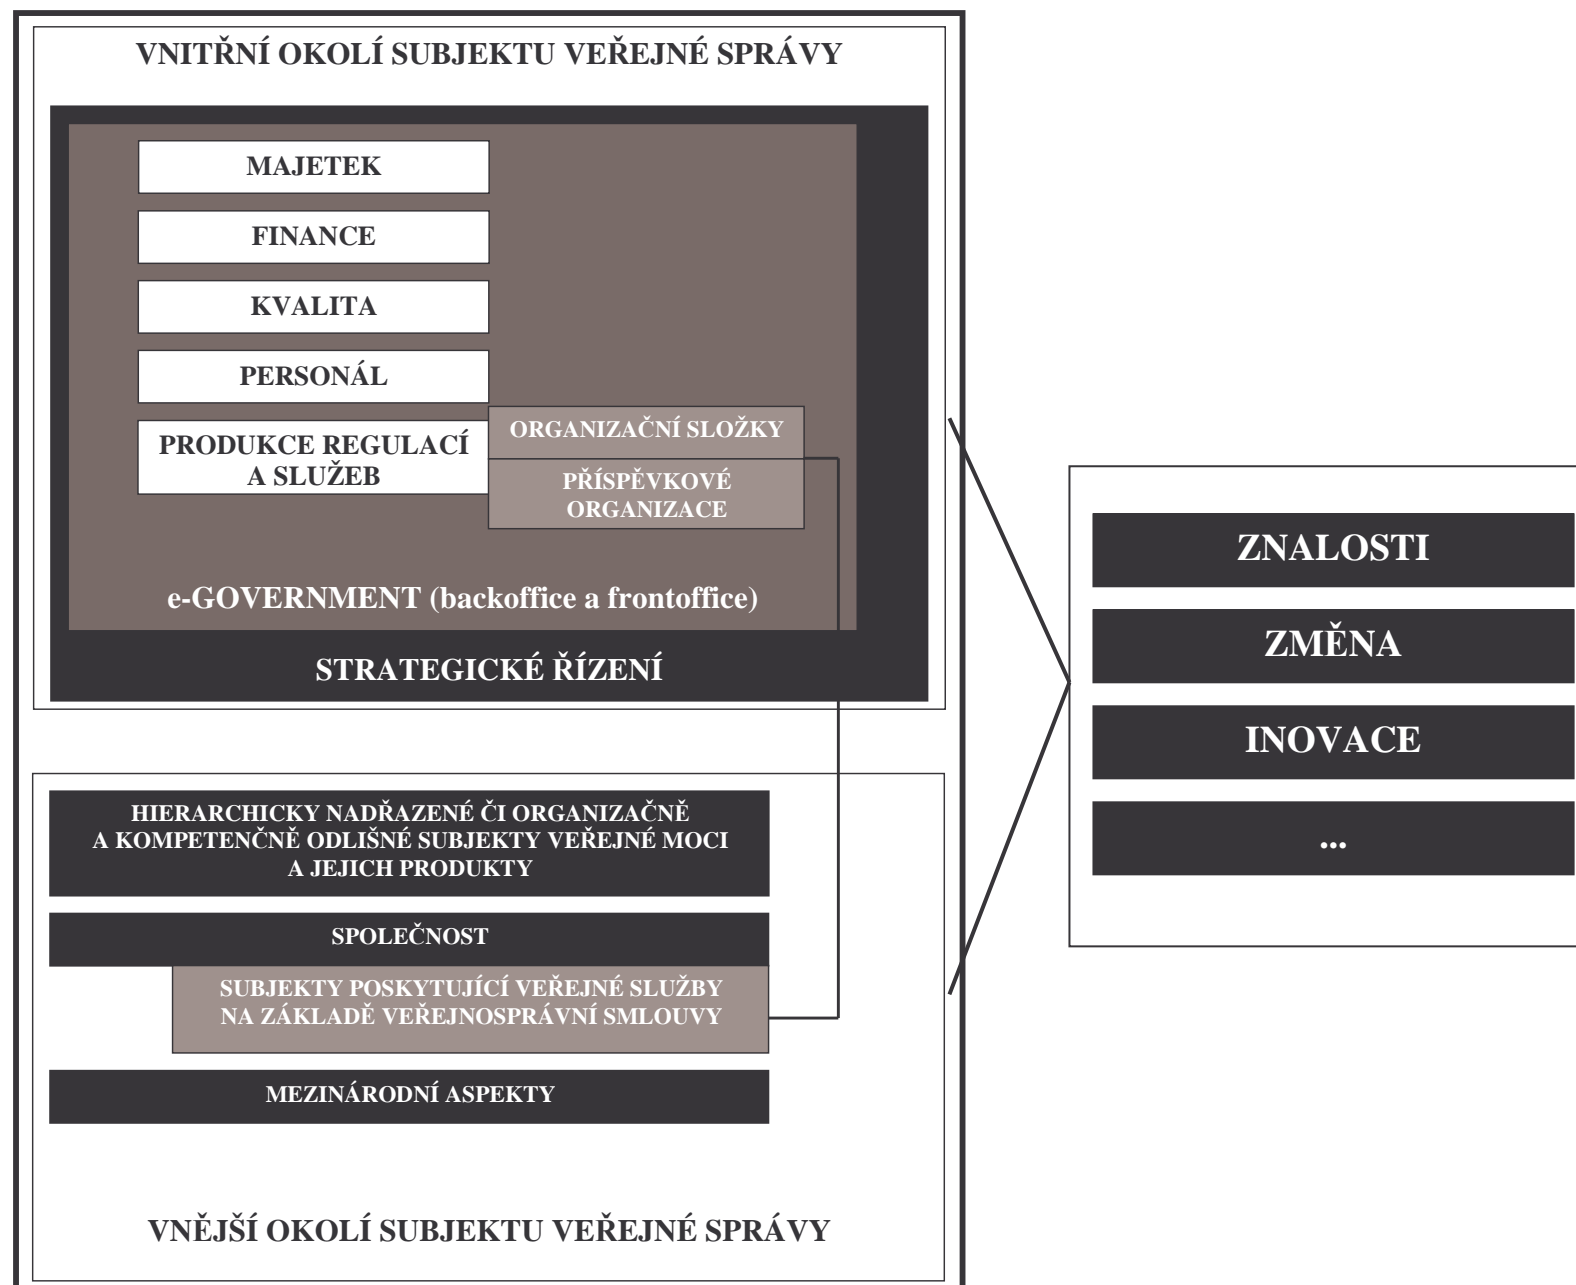 VNITŘNÍ OKOLÍ SUBJEKTU VEŘEJNÉ SPRÁVY
MAJETEK
FINANCE
KVALITA
PERSONÁL
PRODUKCE REGULACÍ
A SLUŽEB
ORGANIZAČNÍ SLOŽKY
PŘÍSPĚVKOVÉ
ORGANIZACE
e-GOVERNMENT (backoffice a frontoffice)
STRATEGICKÉ ŘÍZENÍ
HIERARCHICKY NADŘAZENÉ ČI ORGANIZAČNĚ
A KOMPETENČNĚ ODLIŠNÉ SUBJEKTY VEŘEJNÉ MOCI
A JEJICH PRODUKTY
SPOLEČNOST
SUBJEKTY POSKYTUJÍCÍ VEŘEJNÉ SLUŽBY
NA ZÁKLADĚ VEŘEJNOSPRÁVNÍ SMLOUVY
MEZINÁRODNÍ ASPEKTY
VNĚJŠÍ OKOLÍ SUBJEKTU VEŘEJNÉ SPRÁVY
ZNALOSTI
ZMĚNA
INOVACE
...